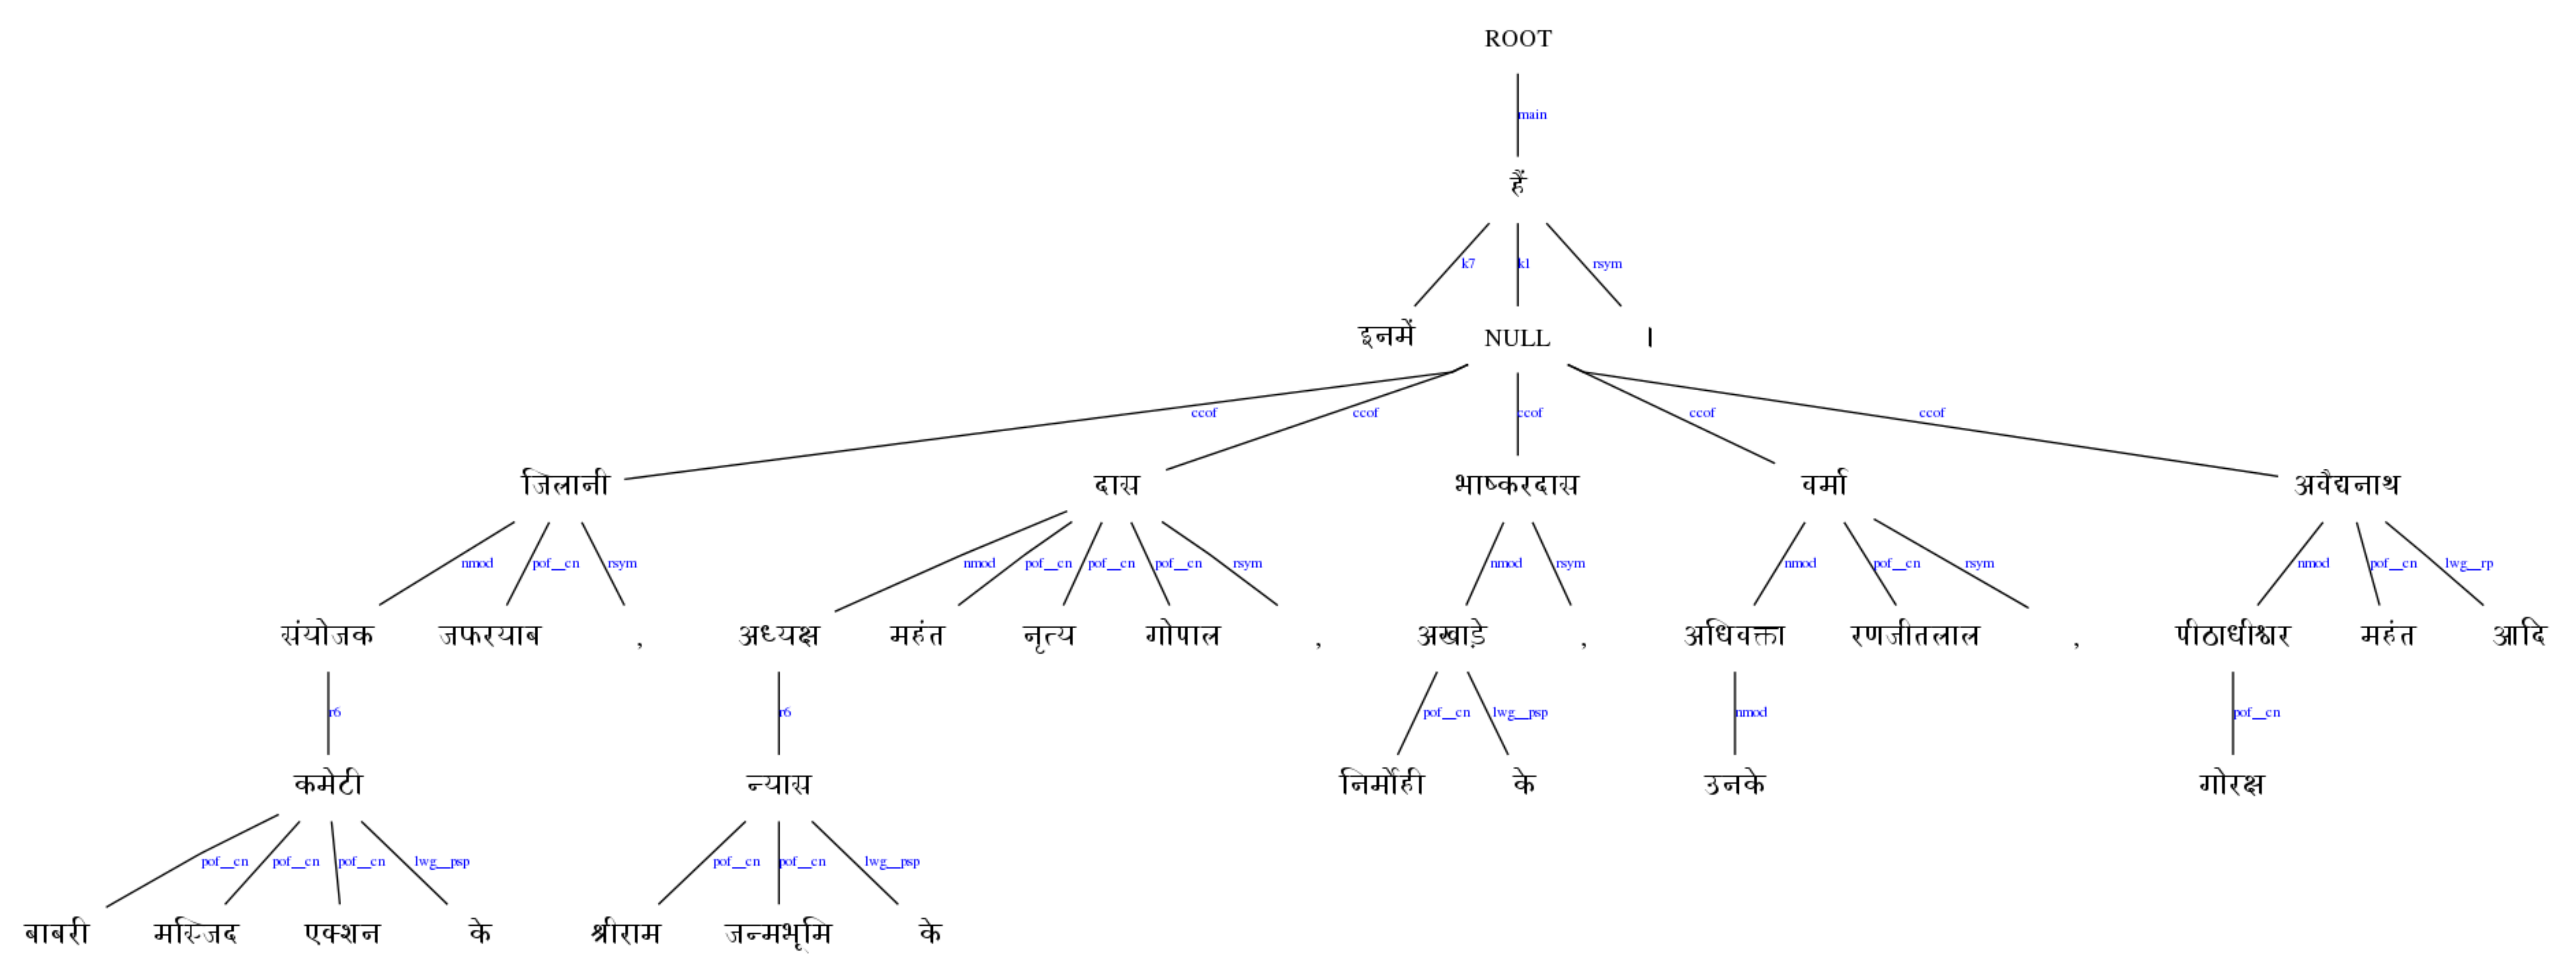 ROOT
main
हैं
k7 k1 rsym
इनमें NULL ।
ccof ccof ccof ccof ccof
जिलानी दास भाष्करदास वर्मा अवैद्यनाथ
nmod pof__cn rsym nmod pof__cn pof__cn pof__cn rsym nmod rsym nmod pof__cn rsym nmod pof__cn lwg__rp
संयोजक जफरयाब , अध्यक्ष महंत नृत्य गोपाल , अखाड़े , अधिवक्ता रणजीतलाल , पीठाधीश्वर महंत आदि
r6 r6 pof__cn lwg__psp nmod pof__cn
कमेटी न्यास निर्मोही के उनके गोरक्ष
pof__cn pof__cn pof__cn lwg__psp pof__cn pof__cn lwg__psp
बाबरी मस्जिद एक्शन के श्रीराम जन्मभूमि के